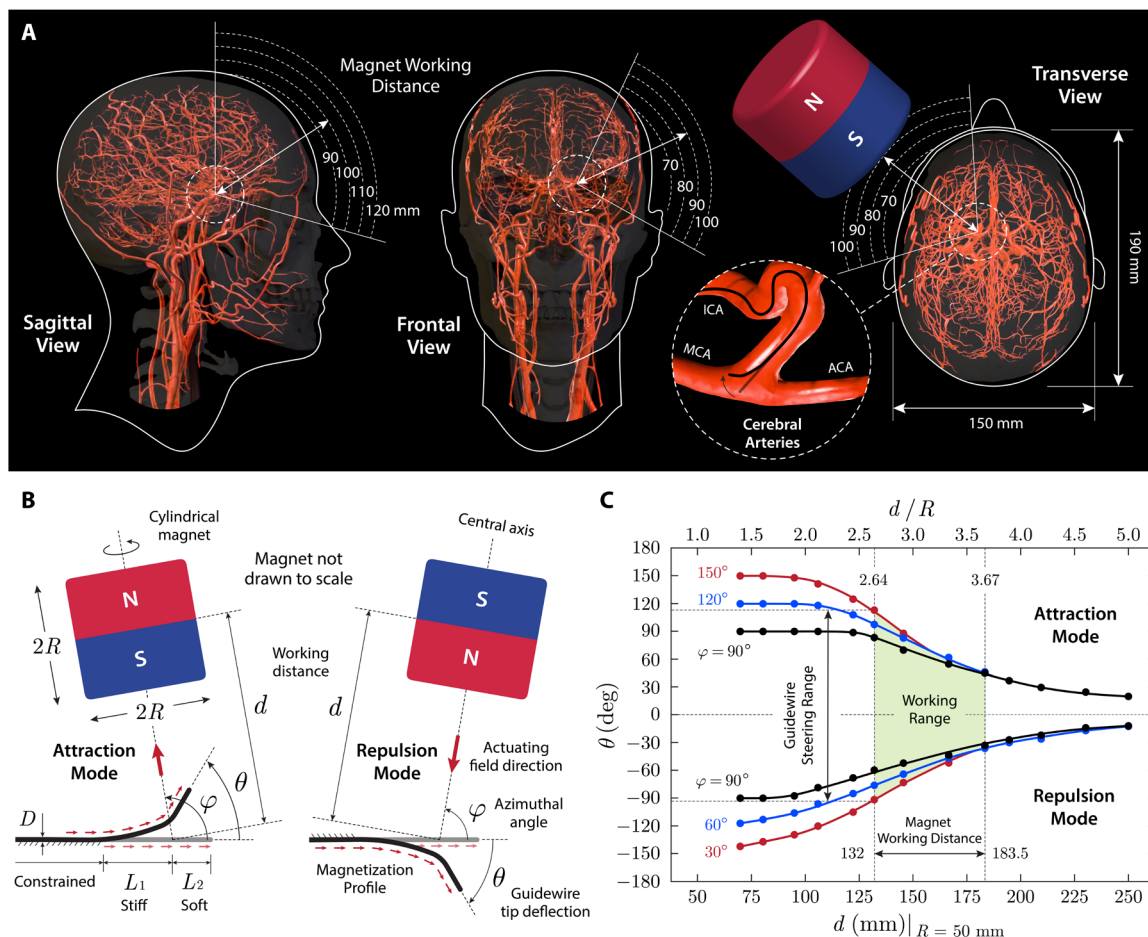 A
Magnet Working
Distance
90
100
110
120 mm
Sagittal
View
70
80
90
100
Frontal
View
N
S
Transverse
View
70
80
90
100
190 mm
150 mm
ICA
MCA
ACA
Cerebral
Arteries
B
Cylindrical
magnet
Central axis
Magnet not
drawn to scale
N
S
S
N
2R
2R
Working
distance
d
d
Attraction
Mode
Repulsion
Mode
Actuating
field direction
θ
φ
φ
Azimuthal
angle
D
Constrained
L₁
Stiff
L₂
Soft
Magnetization
Profile
θ
Guidewire
tip deflection
C
d / R
1.0 1.5 2.0 2.5 3.0 3.5 4.0 4.5 5.0
θ (deg)
180
150
120
90
60
30
0
−30
−60
−90
−120
−150
−180
150°
120°
φ = 90°
2.64
3.67
Attraction
Mode
Guidewire
Steering Range
Working
Range
φ = 90°
60°
30°
Repulsion
Mode
Magnet
Working Distance
132
183.5
50 75 100 125 150 175 200 225 250
d (mm)| R = 50 mm